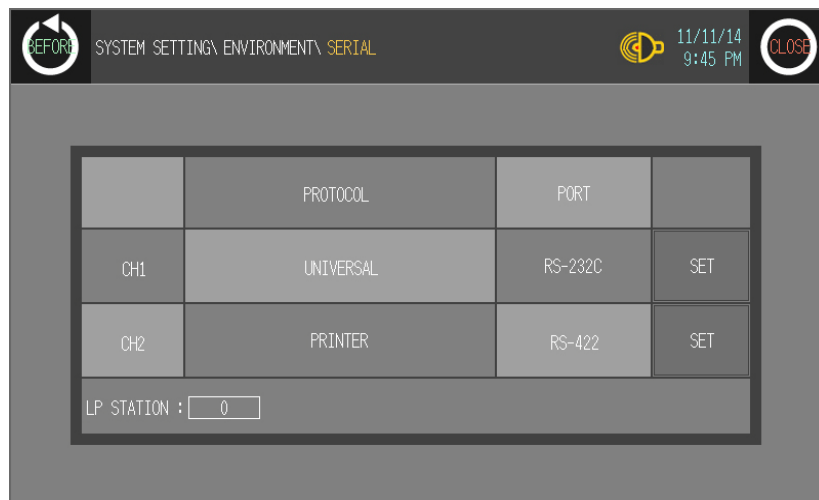 BEFORE SYSTEM SETTING\ ENVIRONMENT\ SERIAL 11/11/14 CLOSE
9:45 PM
PROTOCOL PORT
CH1 UNIVERSAL RS-232C SET
CH2 PRINTER RS-422 SET
LP STATION : 0